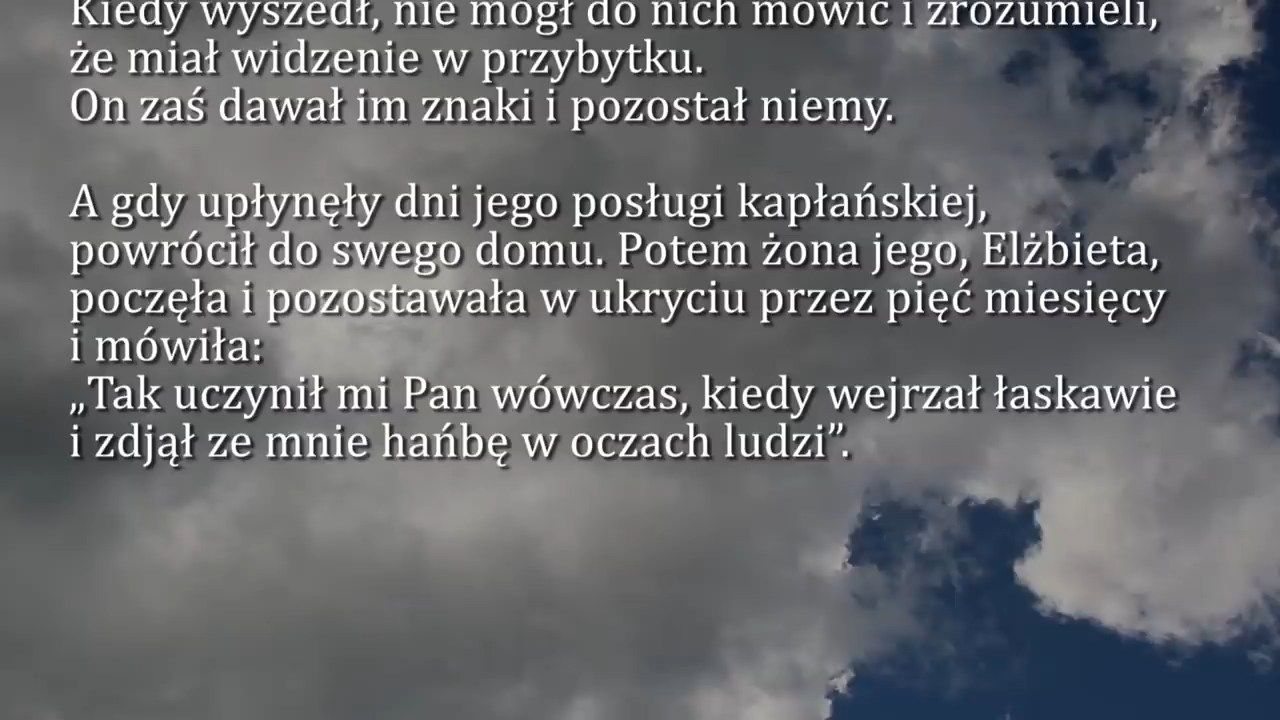 Kiedy wyszedł, nie mógł do nich mówić i zrozumieli,
że miał widzenie w przybytku.
On zaś dawał im znaki i pozostał niemy.
A gdy upłynęły dni jego posługi kapłańskiej,
powrócił do swego domu. Potem żona jego, Elżbieta,
poczęła i pozostawała w ukryciu przez pięć miesięcy
i mówiła:
„Tak uczynił mi Pan wówczas, kiedy wejrzał łaskawie
i zdjął ze mnie hańbę w oczach ludzi”.